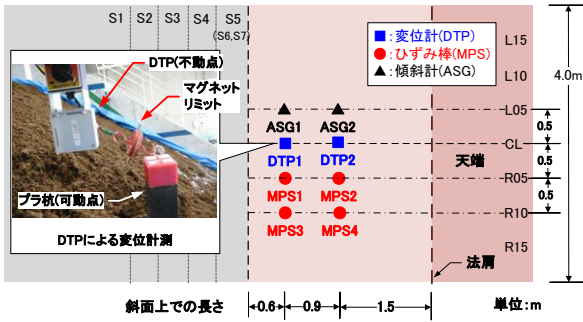 S1 S2 S3 S4 S5
(S6,S7)
■:変位計(DTP)
●:ひずみ棒(MPS)
▲:傾斜計(ASG)
L15
L10
L05
CL
R05
R10
R15
4.0m
0.5
0.5
0.5
DTP(不動点)
マグネット
リミット
プラ杭(可動点)
DTPによる変位計測
ASG1 ASG2
DTP1 DTP2
MPS1 MPS2
MPS3 MPS4
天端
法肩
斜面上での長さ
0.6 0.9 1.5
単位:m